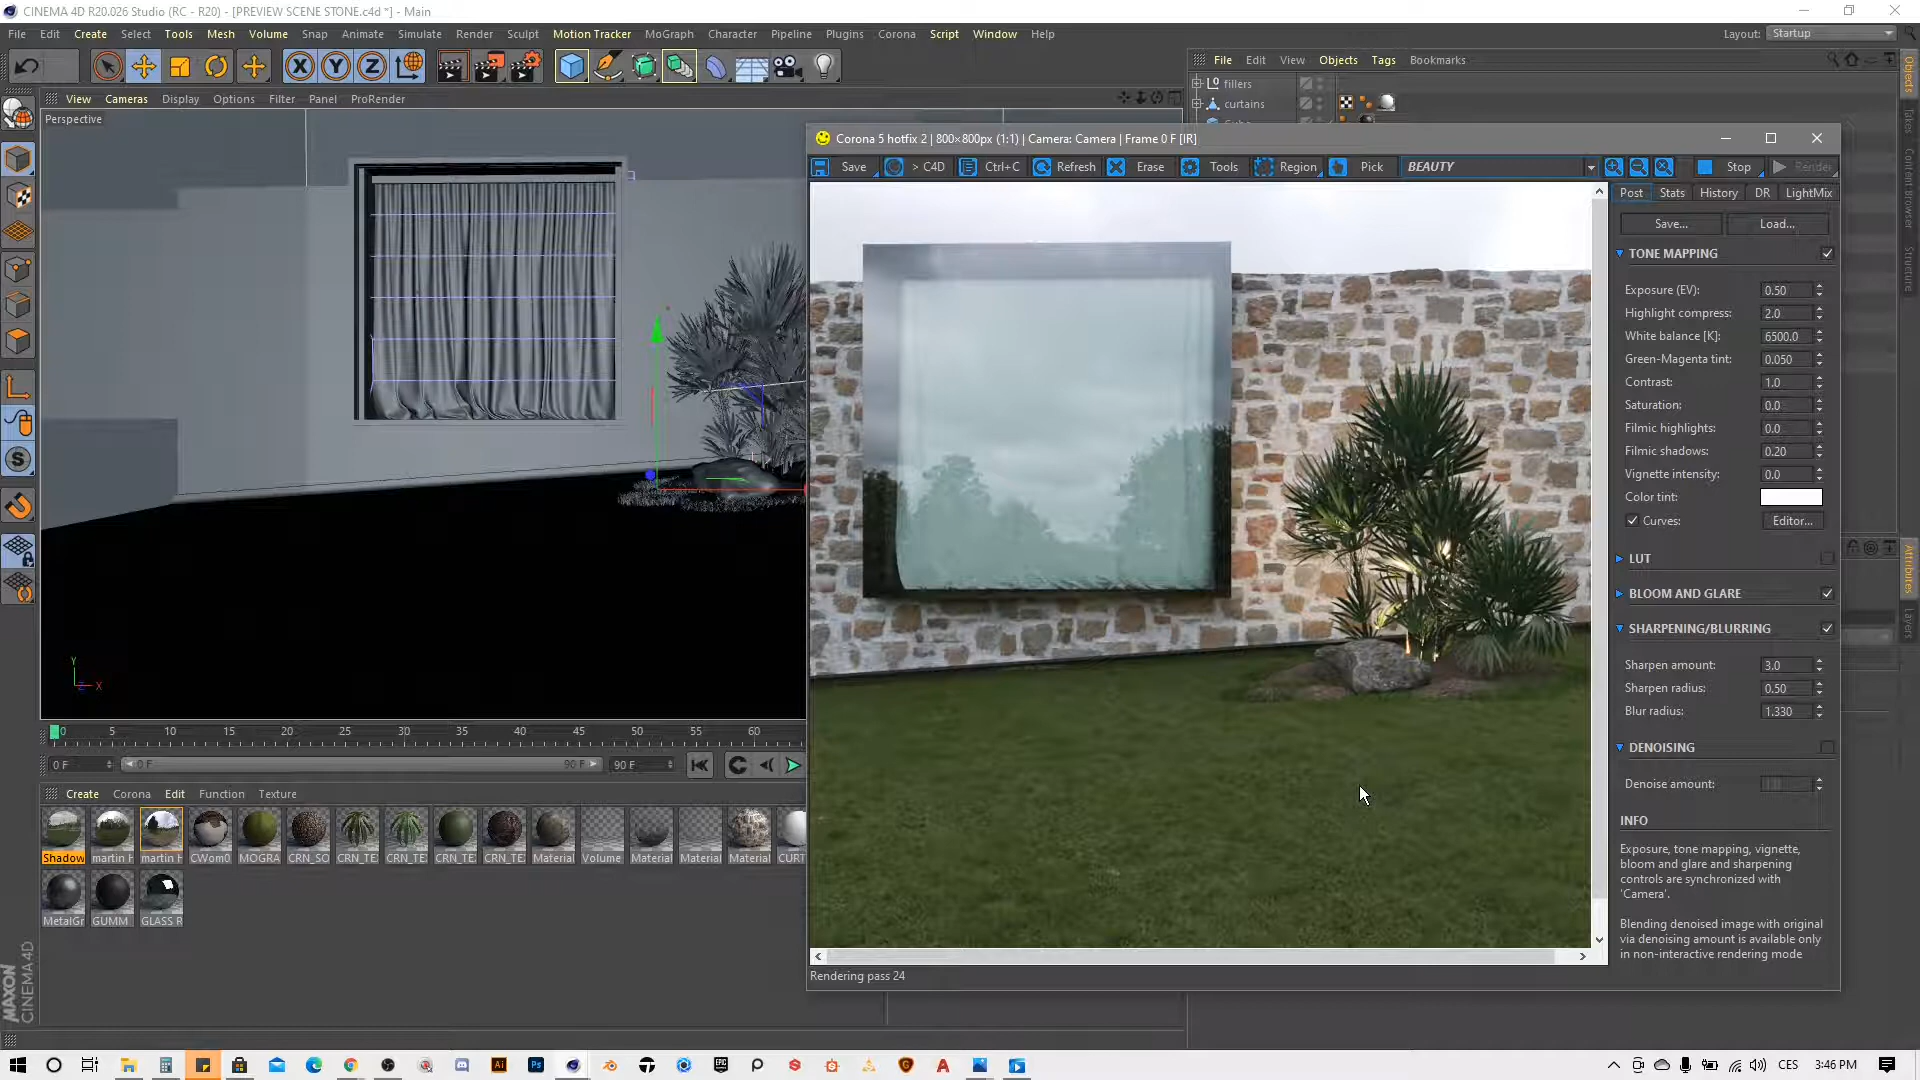 CINEMA 4D R20.026 Studio (RC - R20) - [PREVIEW SCENE STONE.c4d *] - Main
File Edit Create Select Tools Mesh Volume Snap Animate Simulate Render Sculpt Motion Tracker MoGraph Character Pipeline Plugins Corona Script Window Help
Layout: Startup
X Y Z
File Edit View Objects Tags Bookmarks
fillers
curtains
View Cameras Display Options Filter Panel ProRender
Perspective
Corona 5 hotfix 2 | 800×800px (1:1) | Camera: Camera | Frame 0 F [IR]
Save > C4D Ctrl+C Refresh Erase Tools Region Pick BEAUTY Stop Render
Post Stats History DR LightMix
Save... Load...
TONE MAPPING
Exposure (EV): 0.50
Highlight compress: 2.0
White balance [K]: 6500.0
Green-Magenta tint: 0.050
Contrast: 1.0
Saturation: 0.0
Filmic highlights: 0.0
Filmic shadows: 0.20
Vignette intensity: 0.0
Color tint:
Curves: Editor...
LUT
BLOOM AND GLARE
SHARPENING/BLURRING
Sharpen amount: 3.0
Sharpen radius: 0.50
Blur radius: 1.330
DENOISING
Denoise amount:
INFO
Exposure, tone mapping, vignette,
bloom and glare and sharpening
controls are synchronized with
'Camera'.
Blending denoised image with original
via denoising amount is available only
in non-interactive rendering mode
Rendering pass 24
Objects
Takes
Content Browser
Structure
Attributes
Layers
Y
Z X
0 5 10 15 20 25 30 35 40 45 50 55 60
0 F 0 F 90 F 90 F
Create Corona Edit Function Texture
Shadow martin H martin H CWom0 MOGRA CRN_SO CRN_TE CRN_TE CRN_TE CRN_TE Material Volume Material Material Material CURT
MetalGr GUMM GLASS R
MAXON
CINEMA 4D
CES 3:46 PM